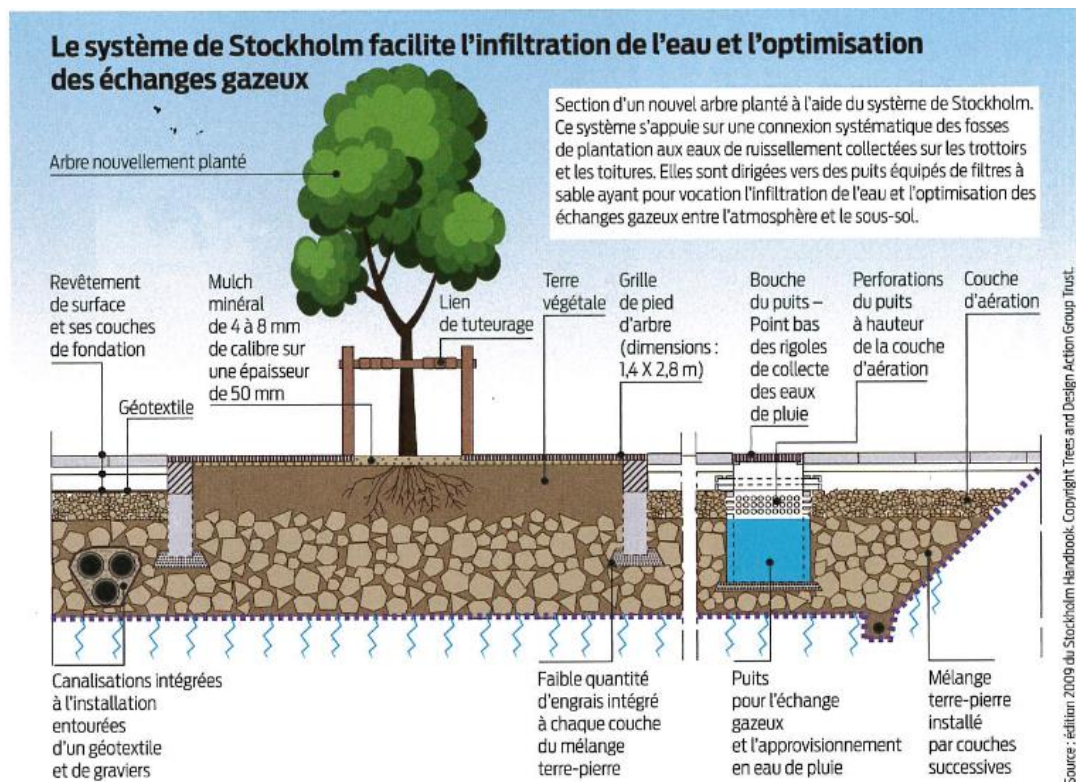 Le système de Stockholm facilite l'infiltration de l'eau et l'optimisation
des échanges gazeux
Section d'un nouvel arbre planté à l'aide du système de Stockholm.
Ce système s'appuie sur une connexion systématique des fosses
de plantation aux eaux de ruissellement collectées sur les trottoirs
et les toitures. Elles sont dirigées vers des puits équipés de filtres à
sable ayant pour vocation l'infiltration de l'eau et l'optimisation des
échanges gazeux entre l'atmosphère et le sous-sol.
Arbre nouvellement planté
Revêtement
de surface
et ses couches
de fondation
Géotextile
Mulch
minéral
de 4 à 8 mm
de calibre sur
une épaisseur
de 50 mm
Lien
de tuteurage
Terre
végétale
Grille
de pied
d'arbre
(dimensions :
1,4 X 2,8 m)
Bouche
du puits –
Point bas
des rigoles
de collecte
des eaux
de pluie
Perforations
du puits
à hauteur
de la couche
d'aération
Couche
d'aération
Canalisations intégrées
à l'installation
entourées
d'un géotextile
et de graviers
Faible quantité
d'engrais intégré
à chaque couche
du mélange
terre-pierre
Puits
pour l'échange
gazeux
et l'approvisionnement
en eau de pluie
Mélange
terre-pierre
installé
par couches
successives
Source : édition 2009 du Stockholm Handbook. Copyright Trees and Design Action Group Trust.